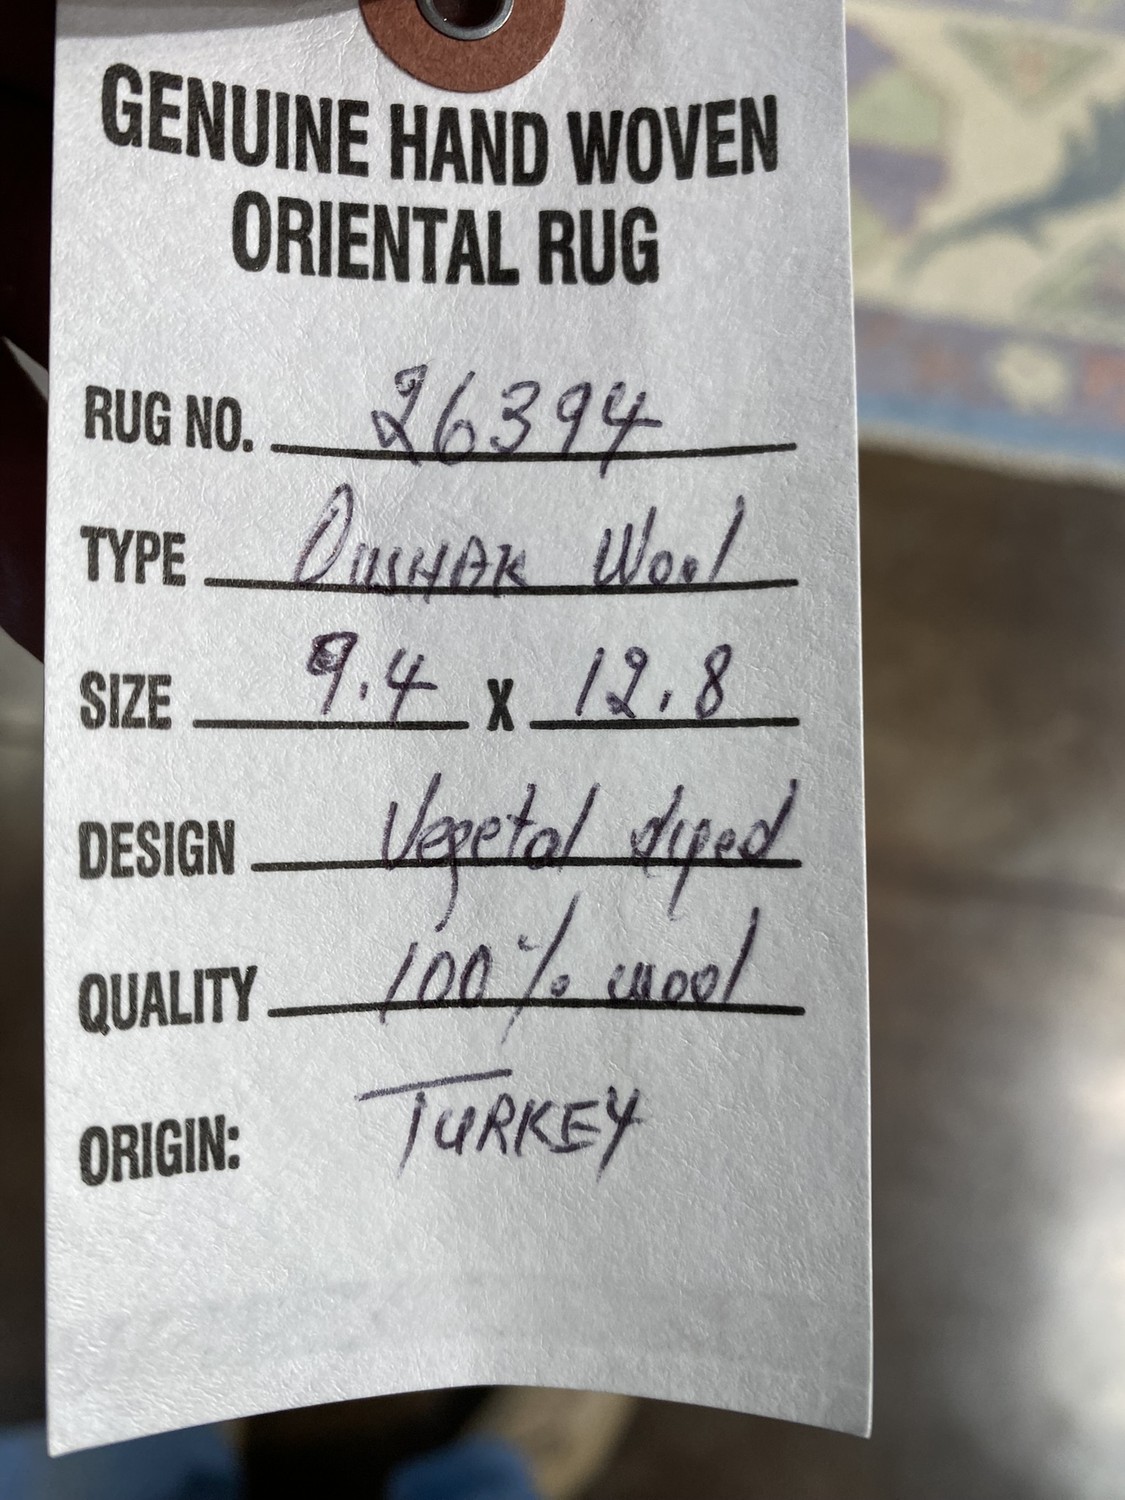 GENUINE HAND WOVEN
ORIENTAL RUG
RUG NO. 26394
TYPE Oushak Wool
SIZE 9.4 X 12.8
DESIGN Vegetal dyed
QUALITY 100% wool
ORIGIN: TURKEY